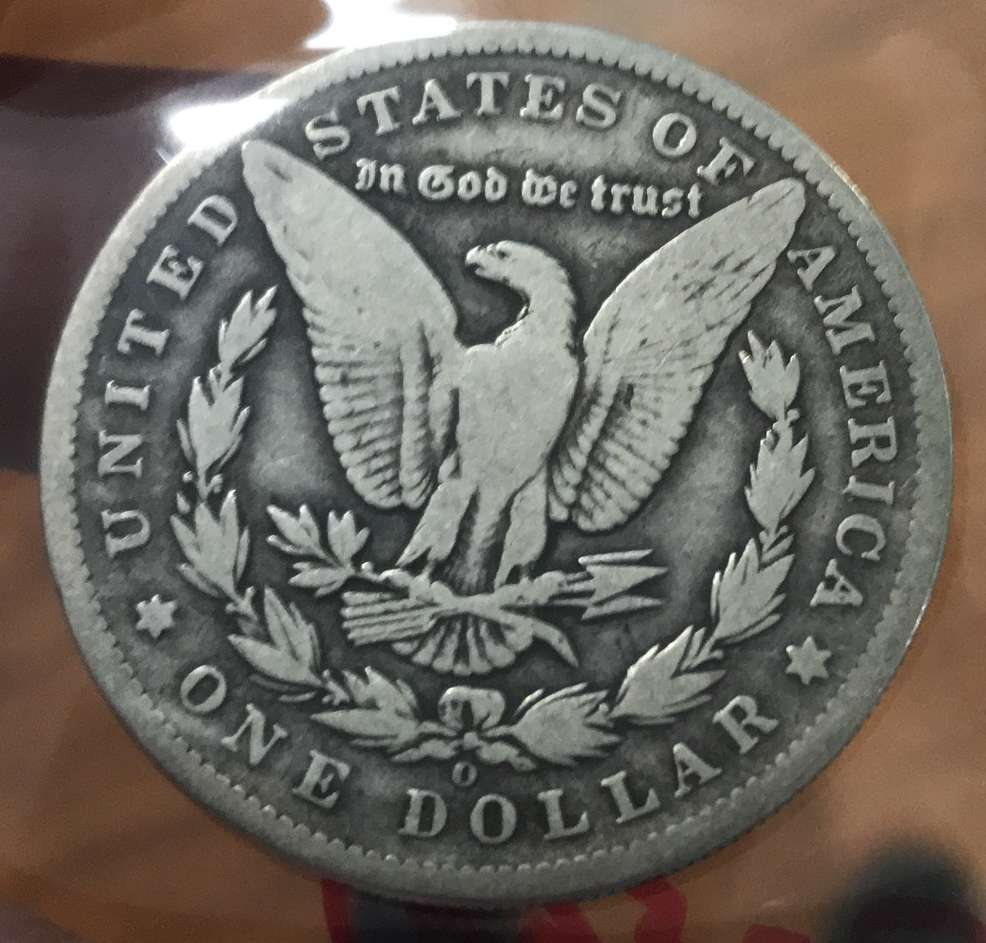 UNITED STATES OF AMERICA
In God We trust
O
ONE DOLLAR